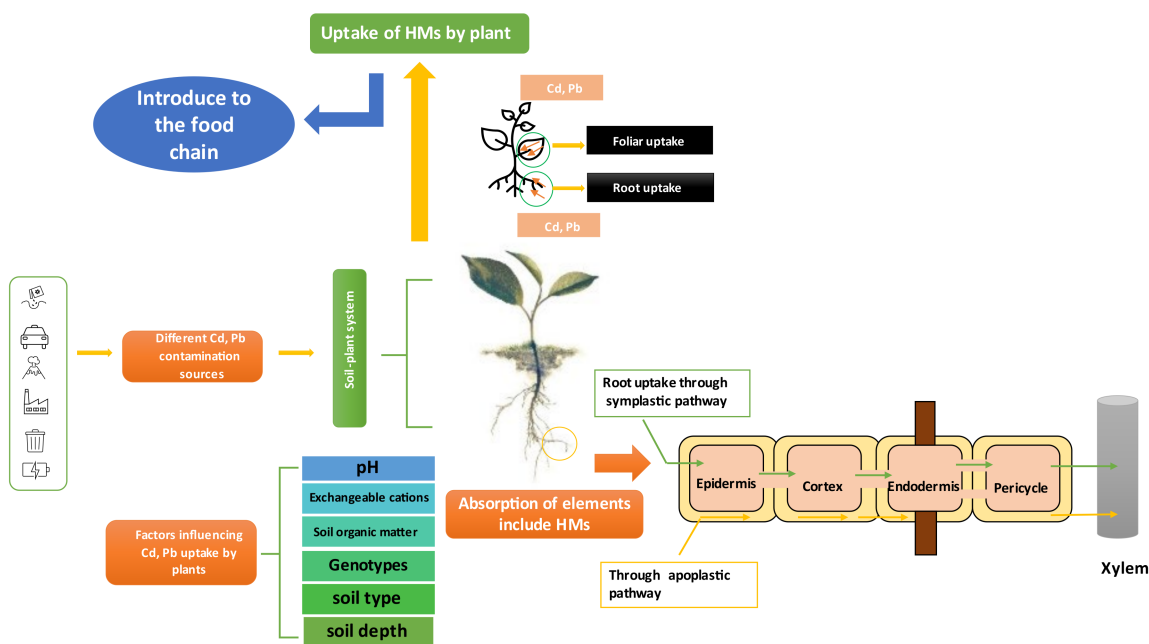 Uptake of HMs by plant
Introduce to
the food
chain
Cd, Pb
Foliar uptake
Root uptake
Cd, Pb
Different Cd, Pb
contamination
sources
Soil-plant system
Root uptake through
symplastic pathway
Epidermis
Cortex
Endodermis
Pericycle
Xylem
Absorption of elements
include HMs
Through apoplastic
pathway
Factors influencing
Cd, Pb uptake by
plants
pH
Exchangeable cations
Soil organic matter
Genotypes
soil type
soil depth